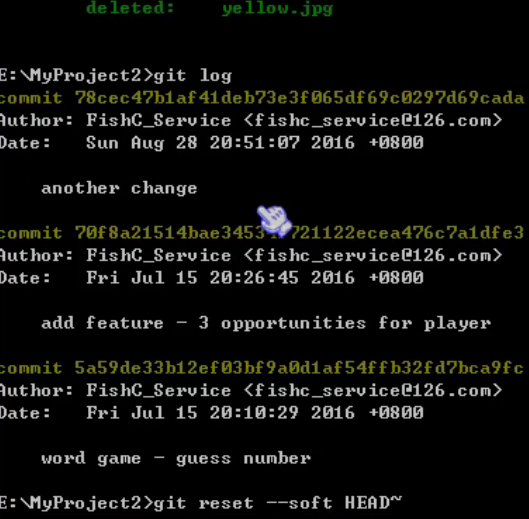 deleted: yellow.jpg
E:\MyProject2>git log
commit 78cec47b1af41deb73e3f065df69c0297d69cada
Author: FishC_Service <fishc_service@126.com>
Date: Sun Aug 28 20:51:07 2016 +0800
another change
commit
Author: FishC_Service <fishc_service@126.com>
Date: Fri Jul 15 20:26:45 2016 +0800
add feature - 3 opportunities for player
commit 5a59de33b12ef03bf9a0d1af54ffb32fd7bca9fc
Author: FishC_Service <fishc_service@126.com>
Date: Fri Jul 15 20:10:29 2016 +0800
word game - guess number
E:\MyProject2>git reset --soft HEAD~